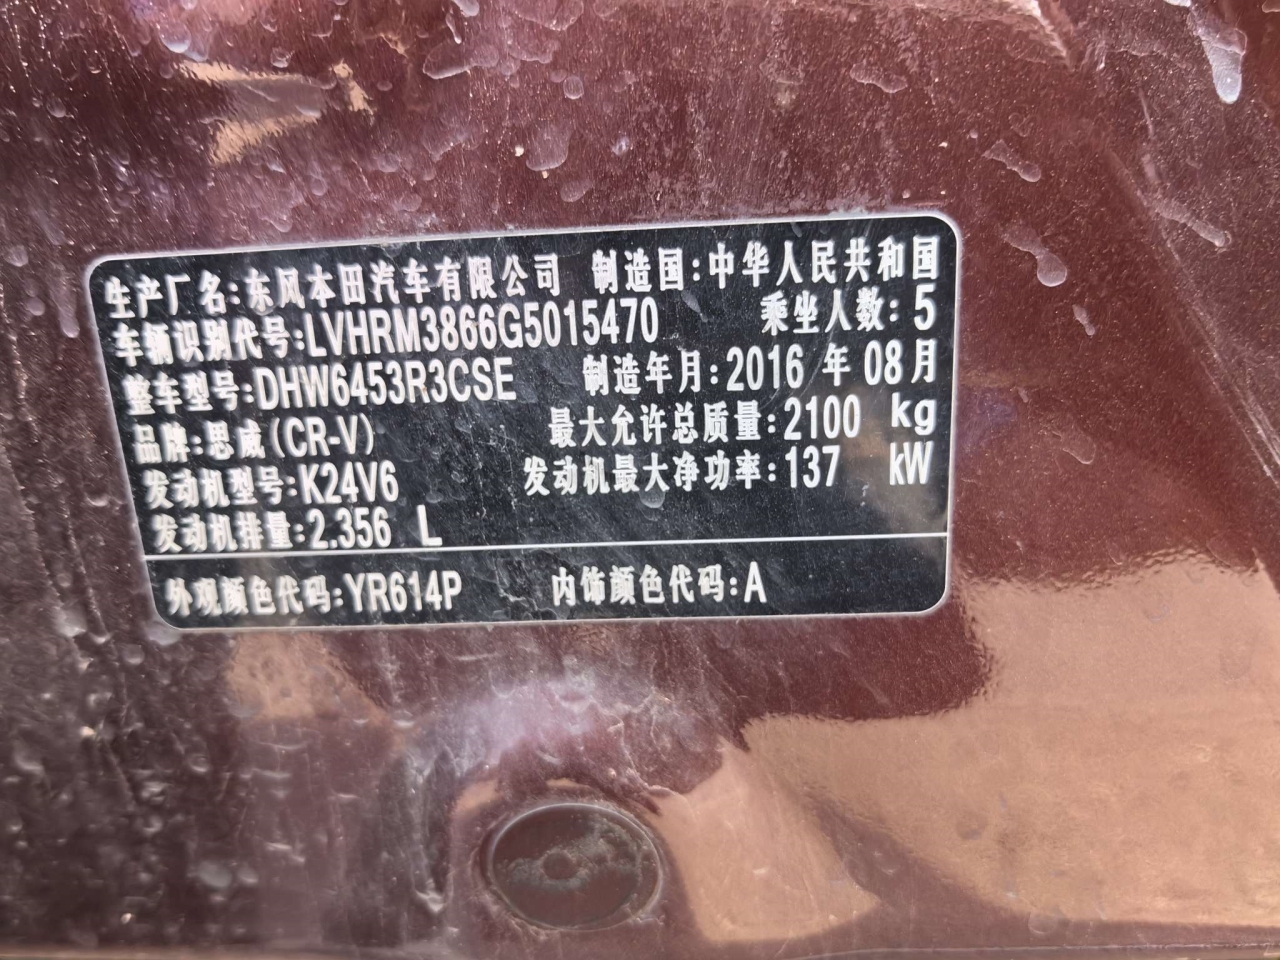 生产厂名:东风本田汽车有限公司 制造国:中华人民共和国
车辆识别代号:LVHRM3866G5015470 乘坐人数:5
整车型号:DHW6453R3CSE 制造年月:2016 年 08月
品牌:思威(CR-V) 最大允许总质量:2100 kg
发动机型号:K24V6 发动机最大净功率:137 kW
发动机排量:2.356 L
外观颜色代码:YR614P 内饰颜色代码:A